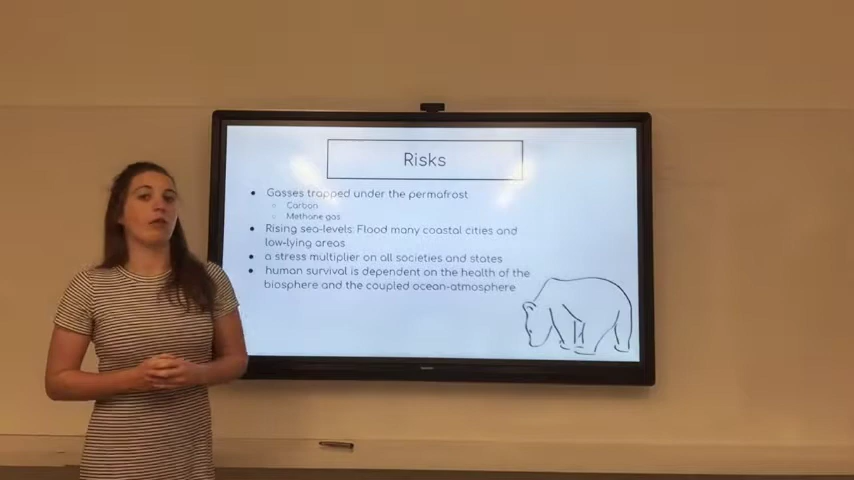 Risks
Gasses trapped under the permafrost
Carbon
Methane gas
Rising sea-levels: Flood many coastal cities and
low-lying areas
a stress multiplier on all societies and states
human survival is dependent on the health of the
biosphere and the coupled ocean-atmosphere